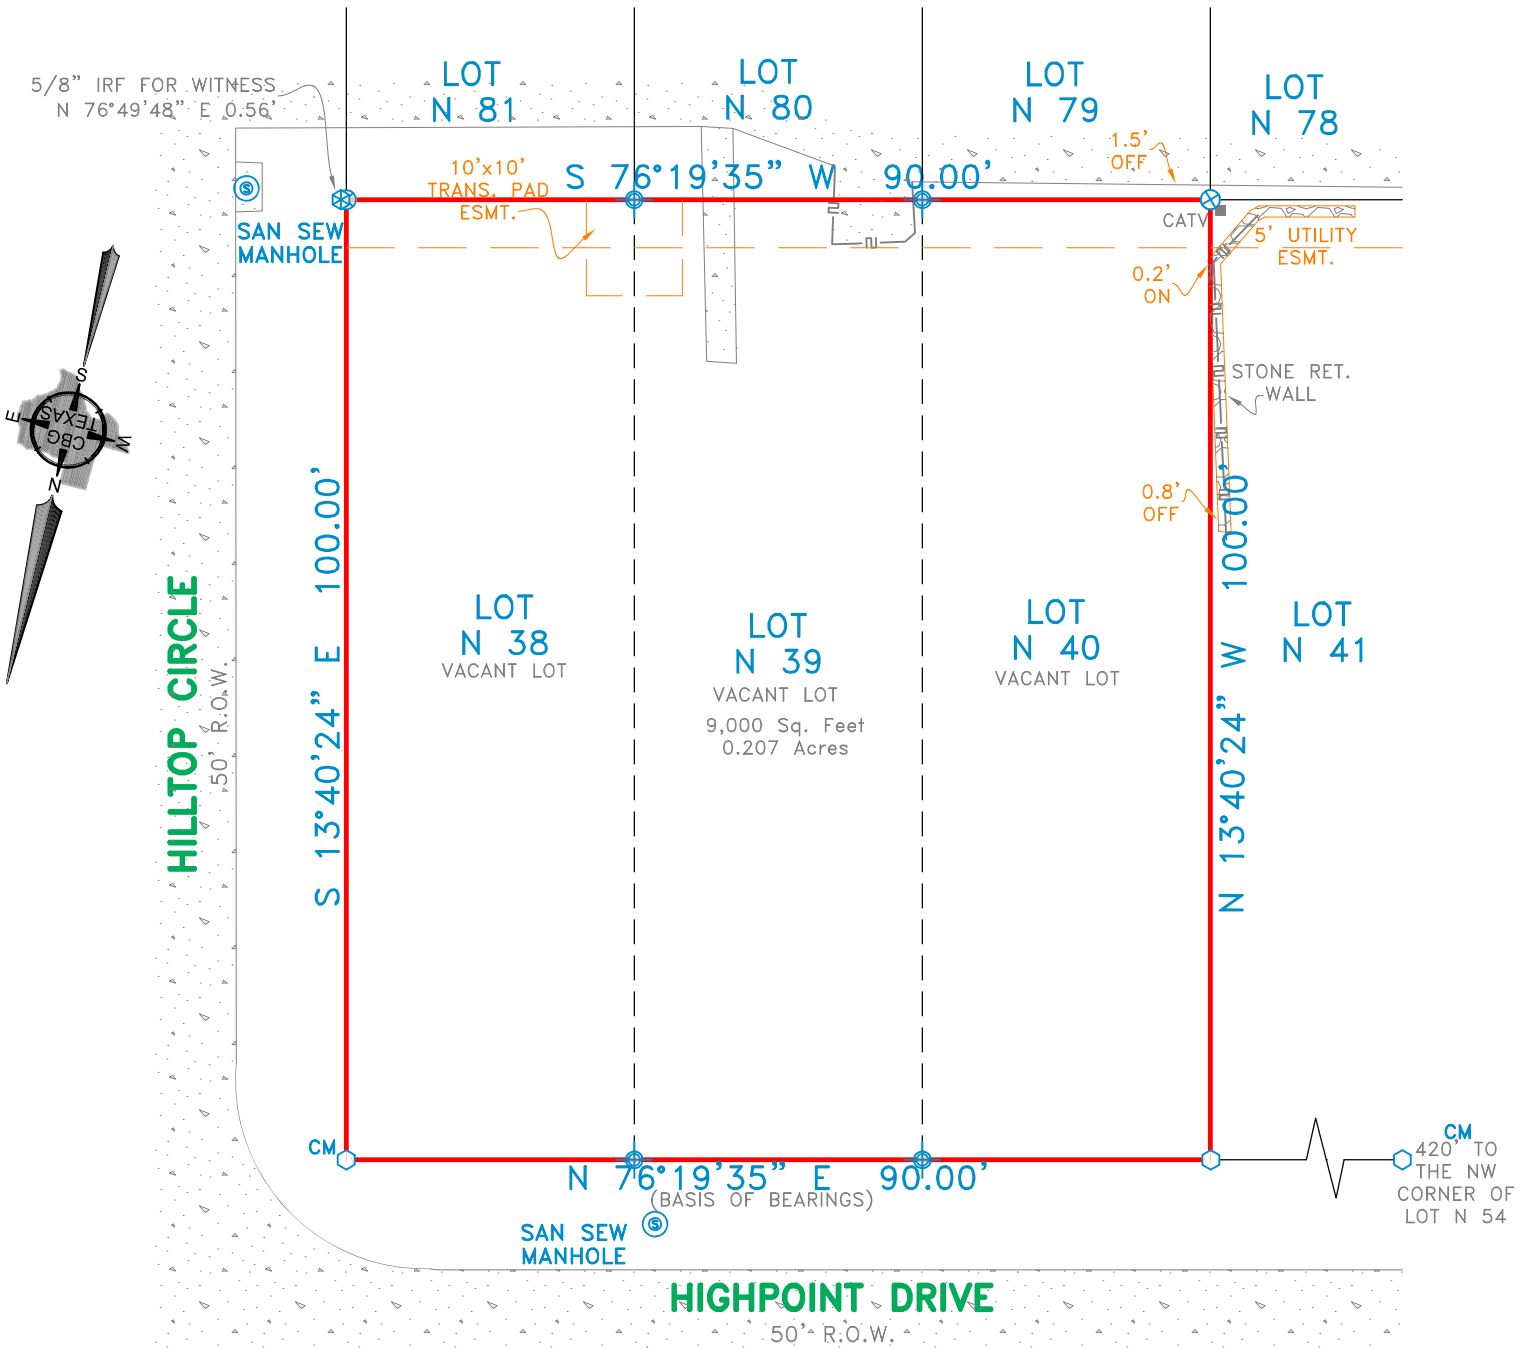 5/8” IRF FOR WITNESS
N 76°49'48” E 0.56'
LOT
N 81
LOT
N 80
LOT
N 79
LOT
N 78
1.5'
OFF
10'x10'
TRANS. PAD
ESMT.
S 76°19'35” W 90.00'
S
SAN SEW
MANHOLE
CATV
5' UTILITY
ESMT.
0.2'
ON
STONE RET.
WALL
0.8'
OFF
S
E
W
N
CBG
TEXAS
HILLTOP CIRCLE
50' R.O.W.
S 13°40'24” E 100.00'
LOT
N 38
VACANT LOT
LOT
N 39
VACANT LOT
9,000 Sq. Feet
0.207 Acres
LOT
N 40
VACANT LOT
N 13°40'24” W 100.00'
LOT
N 41
CM
N 76°19'35” E 90.00'
(BASIS OF BEARINGS)
CM
420' TO
THE NW
CORNER OF
LOT N 54
SAN SEW
MANHOLE
S
HIGHPOINT DRIVE
50' R.O.W.